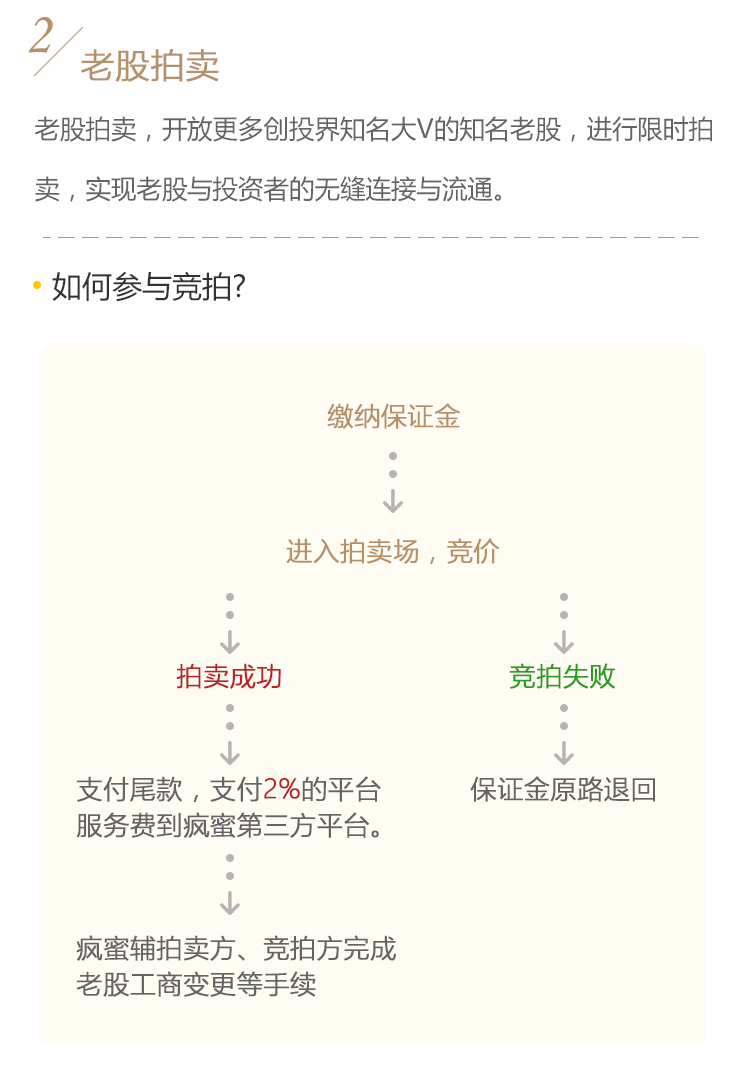 2
老股拍卖
老股拍卖，开放更多创投界知名大V的知名老股，进行限时拍
卖，实现老股与投资者的无缝连接与流通。
如何参与竞拍?
缴纳保证金
进入拍卖场，竞价
拍卖成功
竞拍失败
支付尾款，支付2%的平台
服务费到疯蜜第三方平台。
保证金原路退回
疯蜜辅拍卖方、竞拍方完成
老股工商变更等手续